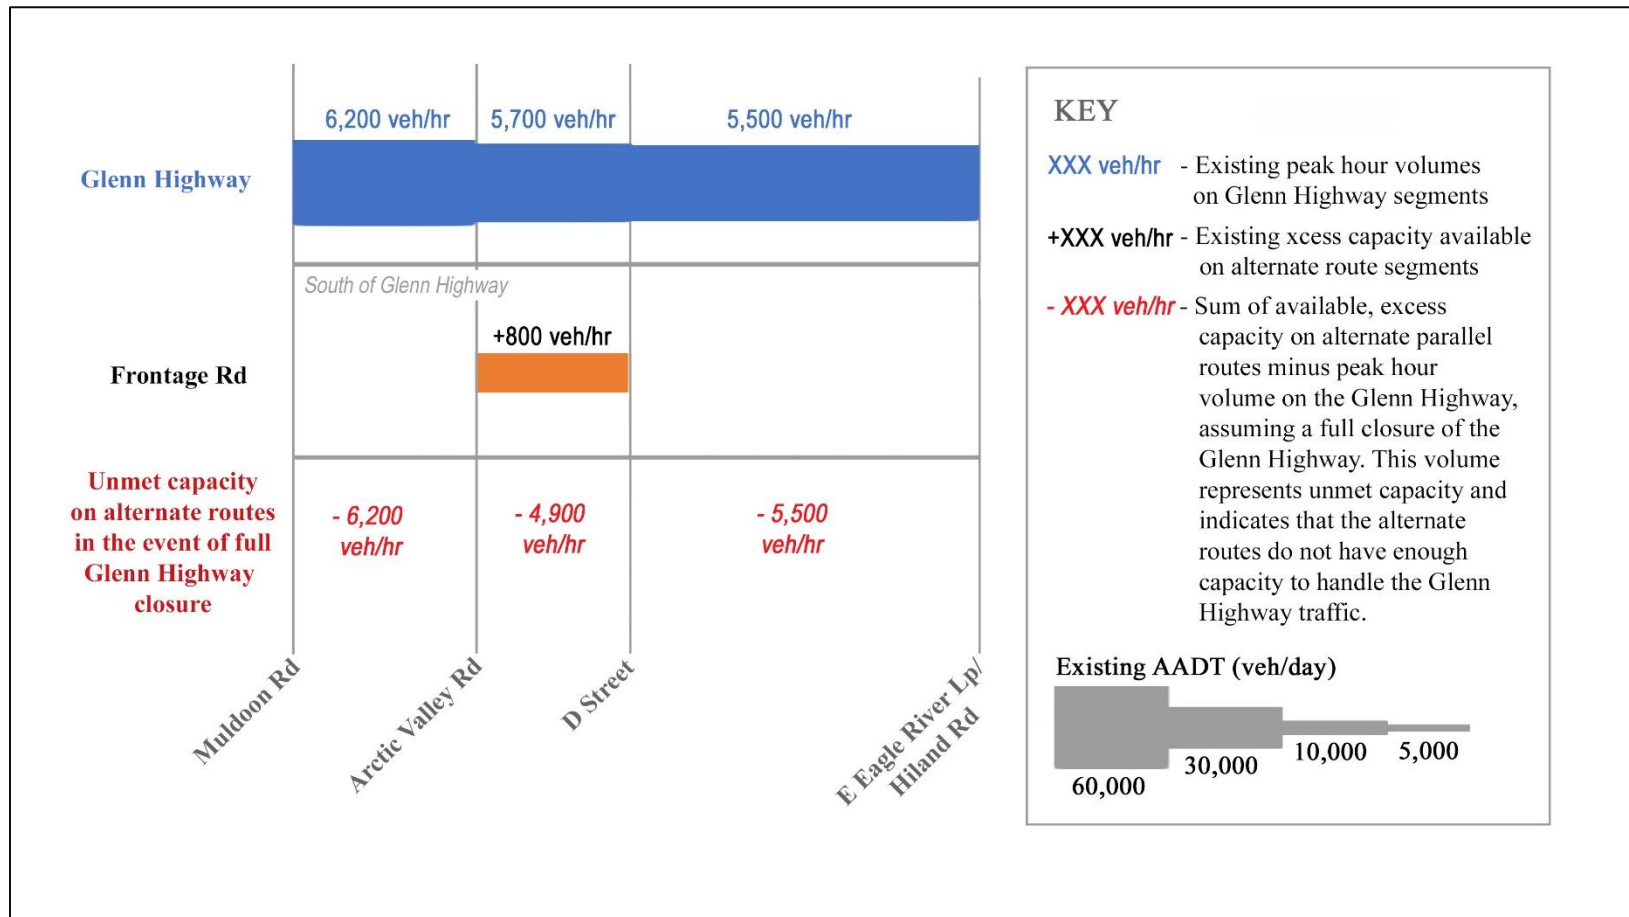 6,200 veh/hr
5,700 veh/hr
5,500 veh/hr
Glenn Highway
South of Glenn Highway
+800 veh/hr
Frontage Rd
Unmet capacity
on alternate routes
in the event of full
Glenn Highway
closure
- 6,200
veh/hr
- 4,900
veh/hr
- 5,500
veh/hr
Muldoon Rd
Arctic Valley Rd
D Street
E Eagle River Lp/
Hiland Rd
KEY
XXX veh/hr - Existing peak hour volumes
on Glenn Highway segments
+XXX veh/hr - Existing xcess capacity available
on alternate route segments
- XXX veh/hr - Sum of available, excess
capacity on alternate parallel
routes minus peak hour
volume on the Glenn Highway,
assuming a full closure of the
Glenn Highway. This volume
represents unmet capacity and
indicates that the alternate
routes do not have enough
capacity to handle the Glenn
Highway traffic.
Existing AADT (veh/day)
60,000
30,000
10,000
5,000